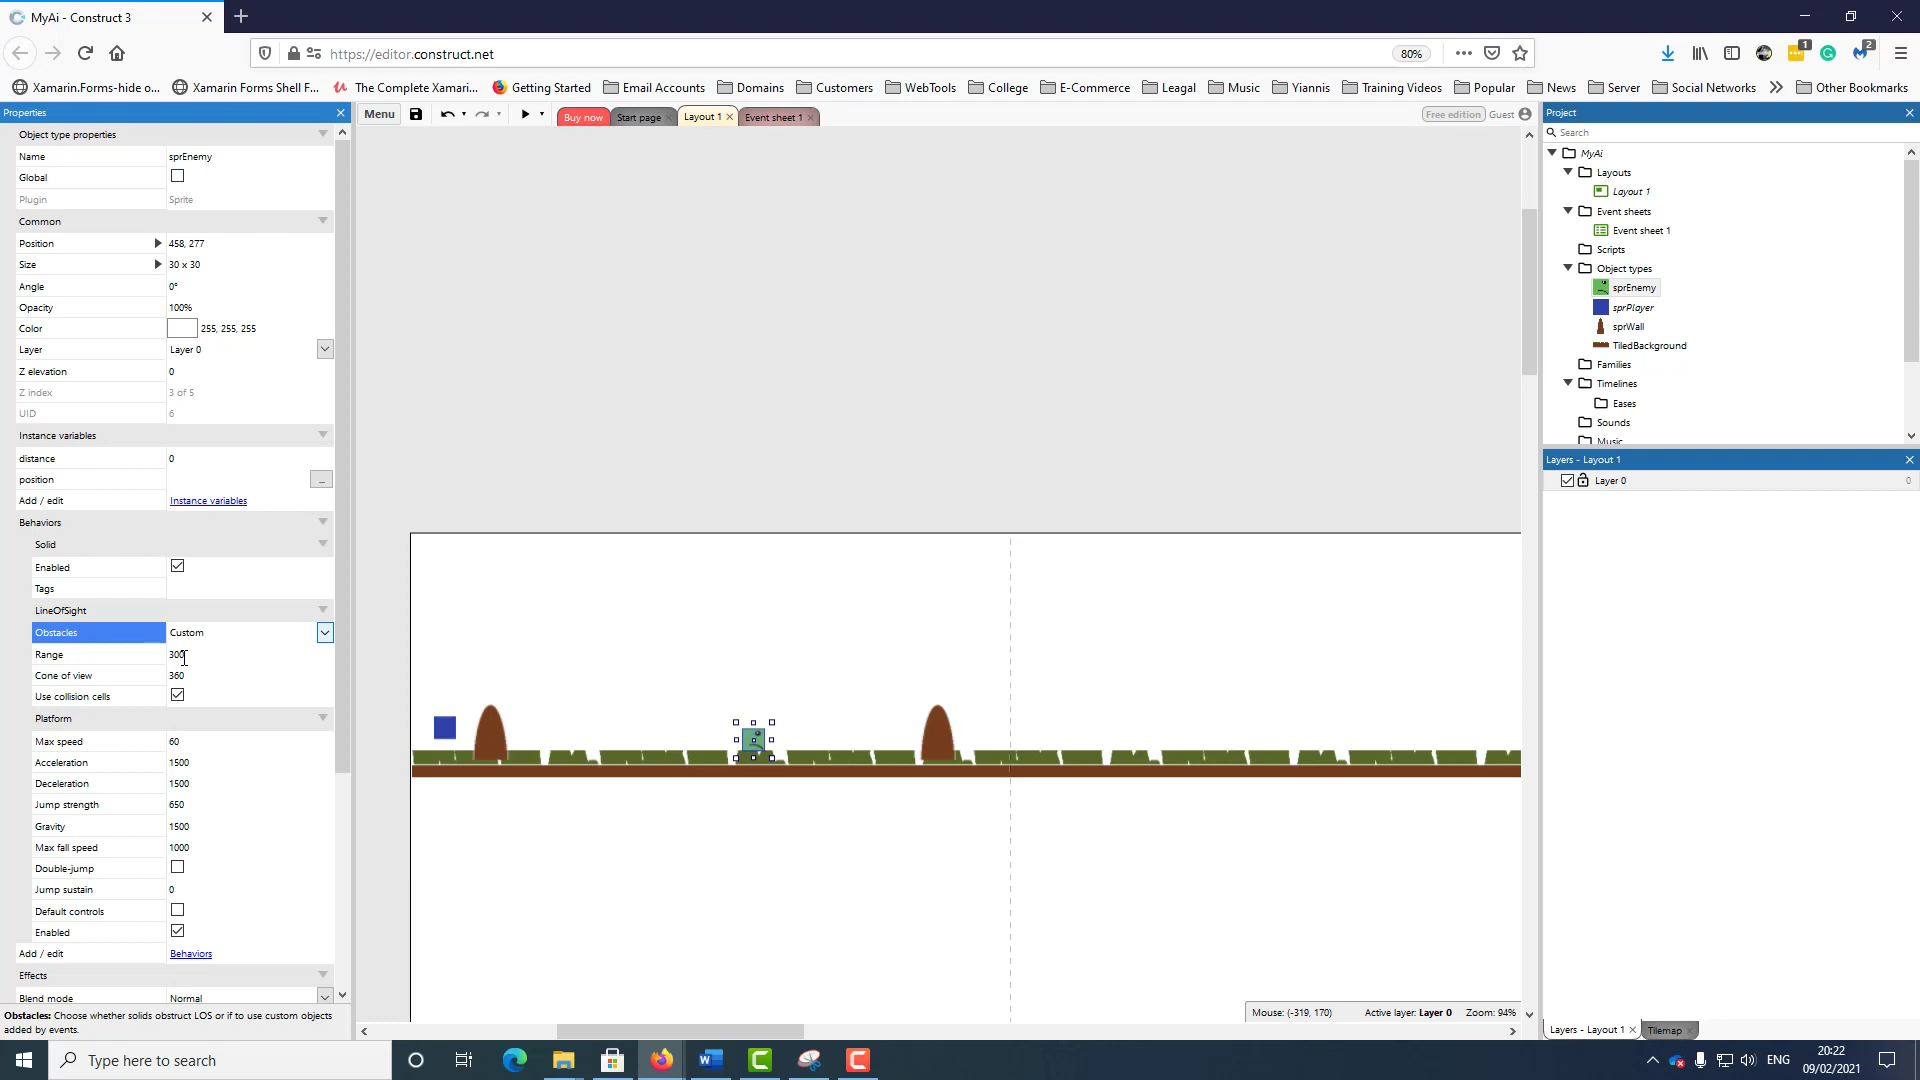 MyAi - Construct 3
https://editor.construct.net
80%
1
2
Xamarin.Forms-hide o...
Xamarin Forms Shell F...
The Complete Xamari...
Getting Started
Email Accounts
Domains
Customers
WebTools
College
E-Commerce
Leagal
Music
Yiannis
Training Videos
Popular
News
Server
Social Networks
Other Bookmarks
Properties
Menu
Buy now
Start page
Layout 1
Event sheet 1
Free edition
Guest
Project
Object type properties
Name
sprEnemy
Global
Plugin
Sprite
Common
Position
458, 277
Size
30 x 30
Angle
0°
Opacity
100%
Color
255, 255, 255
Layer
Layer 0
Z elevation
0
Z index
3 of 5
UID
6
Instance variables
distance
0
position
...
Add / edit
Instance variables
Behaviors
Solid
Enabled
Tags
LineOfSight
Obstacles
Custom
Range
300
Cone of view
360
Use collision cells
Platform
Max speed
60
Acceleration
1500
Deceleration
1500
Jump strength
650
Gravity
1500
Max fall speed
1000
Double-jump
Jump sustain
0
Default controls
Enabled
Add / edit
Behaviors
Effects
Blend mode
Normal
Obstacles: Choose whether solids obstruct LOS or if to use custom objects
added by events.
Mouse: (-319, 170)
Active layer: Layer 0
Zoom: 94%
Search
MyAi
Layouts
Layout 1
Event sheets
Event sheet 1
Scripts
Object types
sprEnemy
sprPlayer
sprWall
TiledBackground
Families
Timelines
Eases
Sounds
Music
Layers - Layout 1
Layer 0
0
Layers - Layout 1
Tilemap
Type here to search
ENG
20:22
09/02/2021